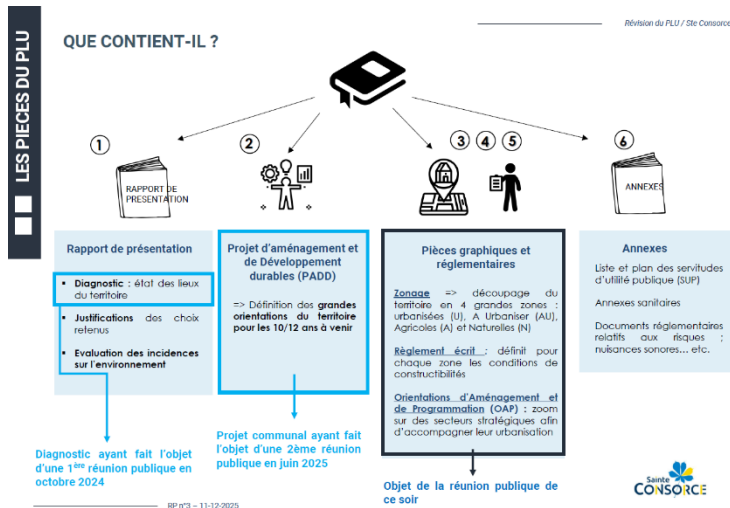 Révision du PLU / Ste Consorce
LES PIECES DU PLU
QUE CONTIENT-IL ?
1
2
3 4 5
6
RAPPORT DE
PRESENTATION
ANNEXES
Rapport de présentation
▪ Diagnostic : état des lieux
du territoire
▪ Justifications des choix
retenus
▪ Evaluation des incidences
sur l'environnement
Diagnostic ayant fait l'objet
d'une 1ère réunion publique en
octobre 2024
Projet d'aménagement et
de Développement
durables (PADD)
=> Définition des grandes
orientations du territoire
pour les 10/12 ans à venir
Projet communal ayant fait
l'objet d'une 2ème réunion
publique en juin 2025
Pièces graphiques et
réglementaires
Zonage => découpage du
territoire en 4 grandes zones :
urbanisées (U), A Urbaniser (AU),
Agricoles (A) et Naturelles (N)
Règlement écrit : définit pour
chaque zone les conditions de
constructibilités
Orientations d'Aménagement et
de Programmation (OAP) : zoom
sur des secteurs stratégiques afin
d'accompagner leur urbanisation
Objet de la réunion publique de
ce soir
Annexes
Liste et plan des servitudes
d'utilité publique (SUP)
Annexes sanitaires
Documents réglementaires
relatifs aux risques ;
nuisances sonores... etc.
Sainte
CONSORCE
RP n°3 – 11-12-2025